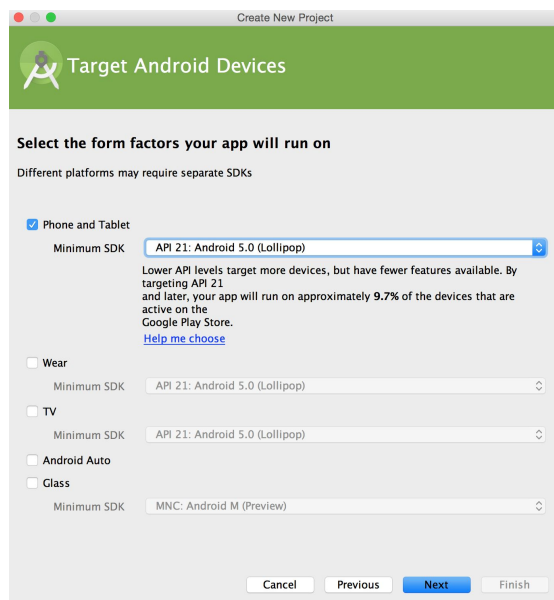 Create New Project
Target Android Devices
Select the form factors your app will run on
Different platforms may require separate SDKs
Phone and Tablet
Minimum SDK API 21: Android 5.0 (Lollipop)
Lower API levels target more devices, but have fewer features available. By
targeting API 21
and later, your app will run on approximately 9.7% of the devices that are
active on the
Google Play Store.
Help me choose
Wear
Minimum SDK API 21: Android 5.0 (Lollipop)
TV
Minimum SDK API 21: Android 5.0 (Lollipop)
Android Auto
Glass
Minimum SDK MNC: Android M (Preview)
Cancel Previous Next Finish